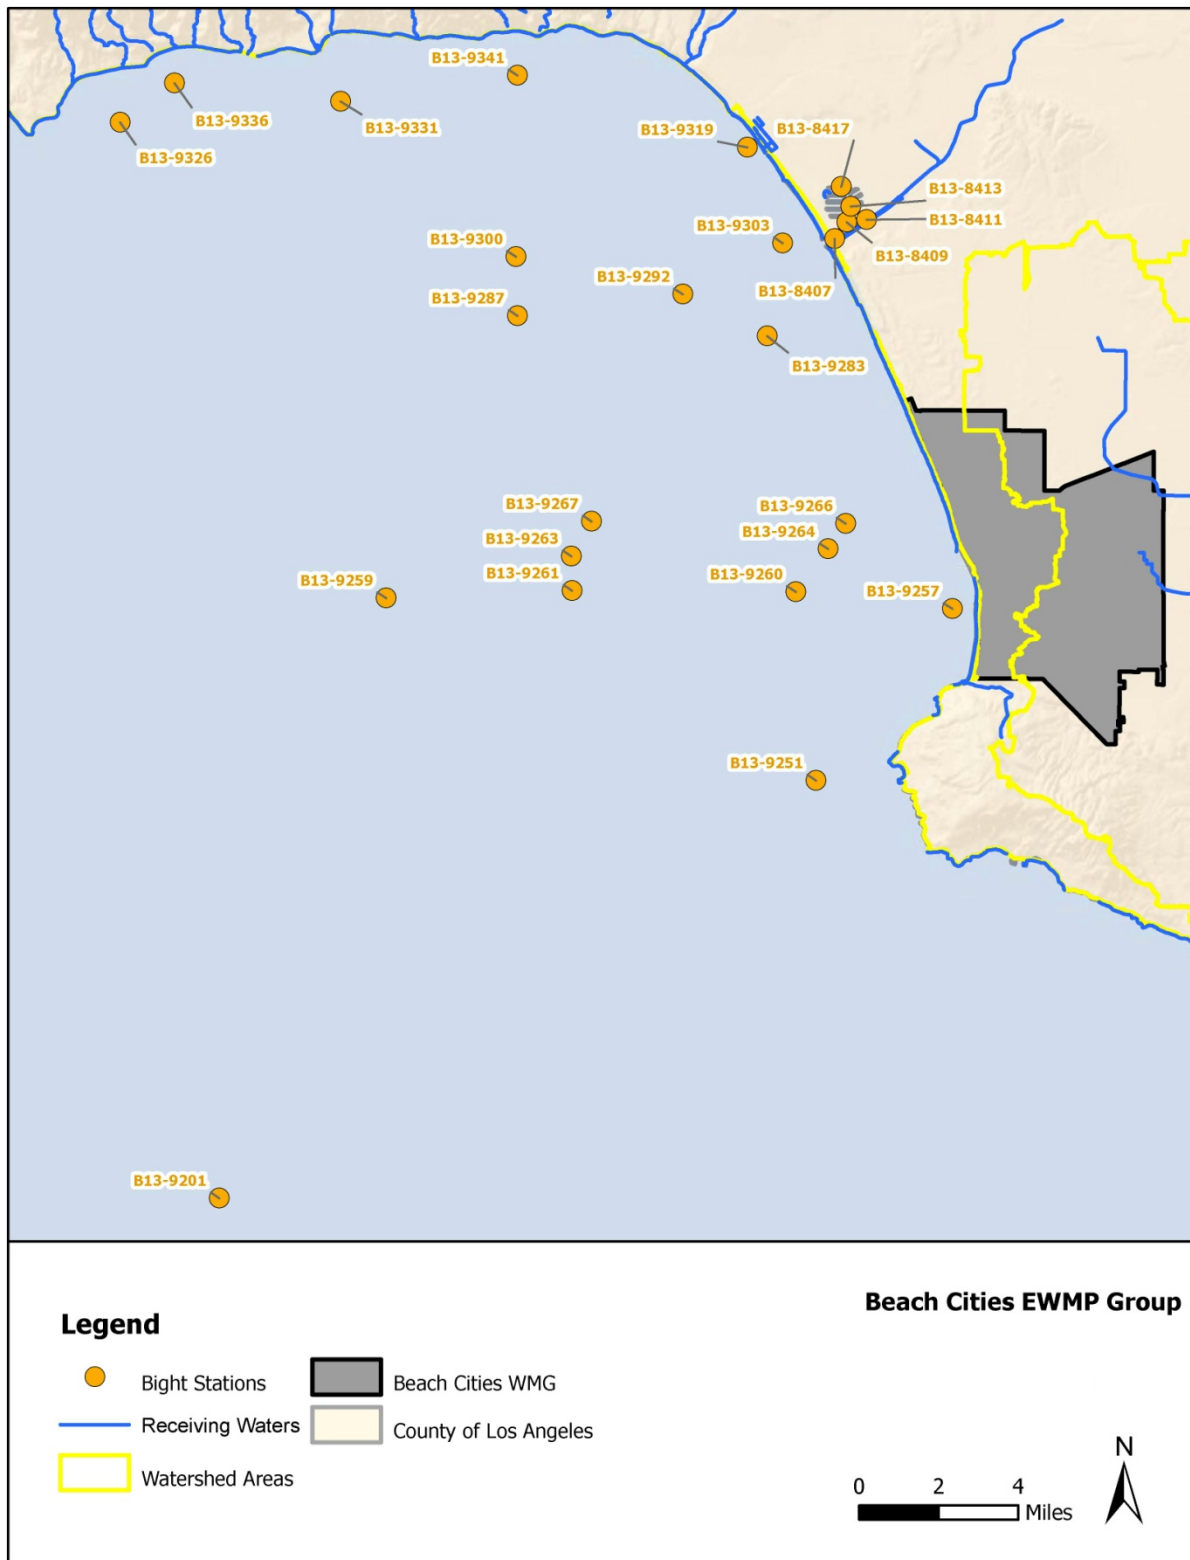 B13-9341
B13-9336
B13-9331
B13-9326
B13-9319
B13-8417
B13-8413
B13-8411
B13-8409
B13-8407
B13-9303
B13-9300
B13-9292
B13-9287
B13-9283
B13-9267
B13-9266
B13-9263
B13-9264
B13-9261
B13-9260
B13-9259
B13-9257
B13-9251
B13-9201
Beach Cities EWMP Group
Legend
Bight Stations
Receiving Waters
Watershed Areas
Beach Cities WMG
County of Los Angeles
N
0 2 4
Miles